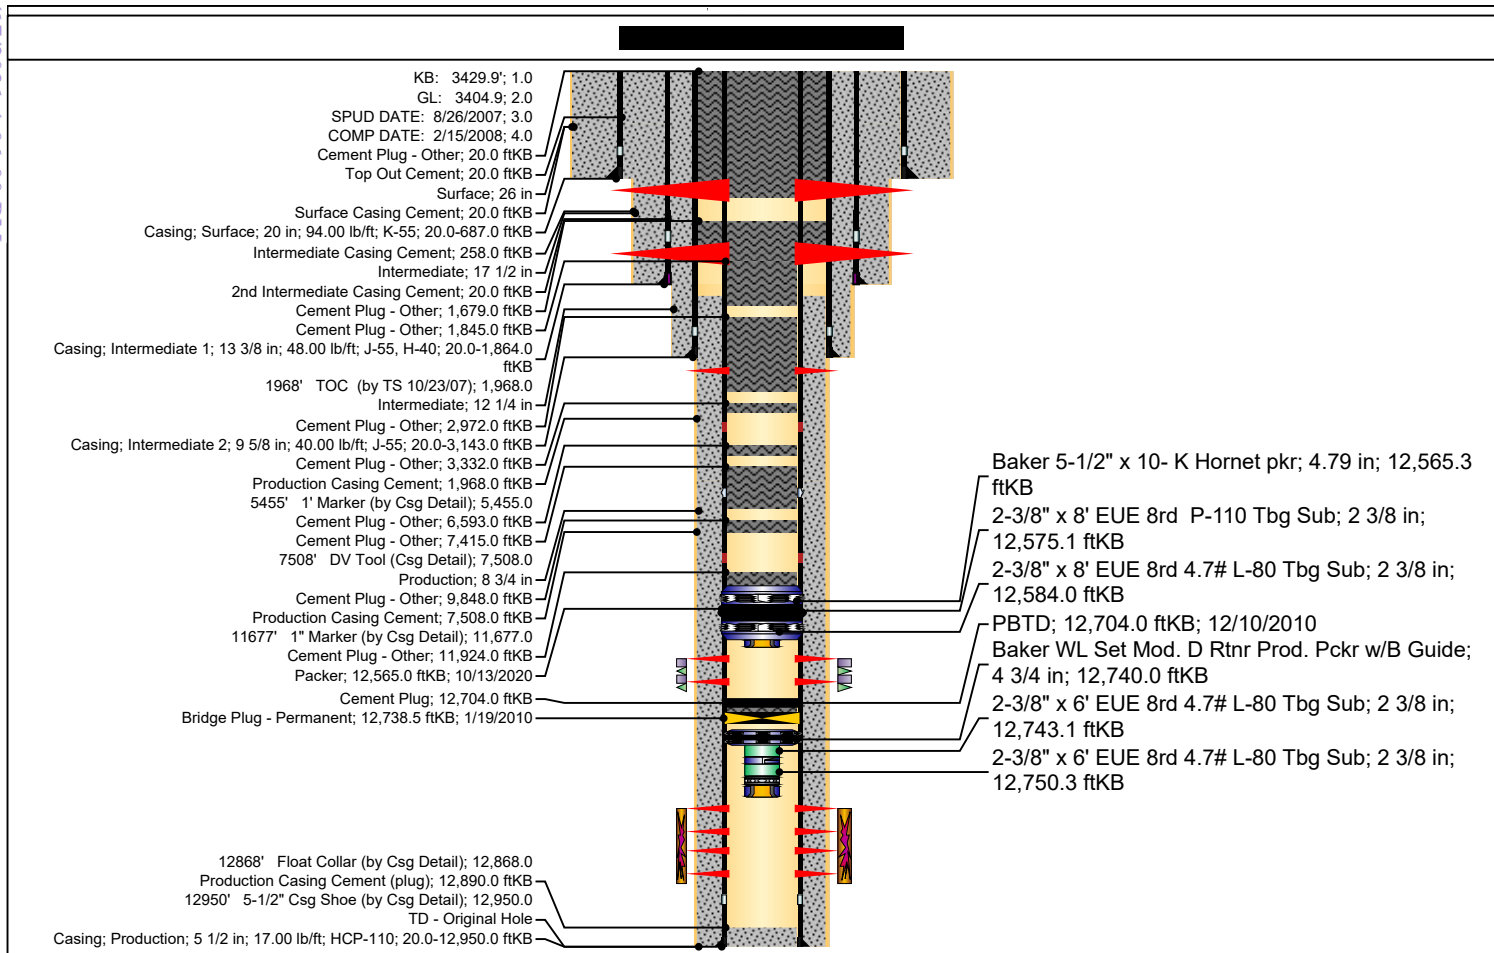 KB: 3429.9'; 1.0
GL: 3404.9; 2.0
SPUD DATE: 8/26/2007; 3.0
COMP DATE: 2/15/2008; 4.0
Cement Plug - Other; 20.0 ftKB
Top Out Cement; 20.0 ftKB
Surface; 26 in
Surface Casing Cement; 20.0 ftKB
Casing; Surface; 20 in; 94.00 lb/ft; K-55; 20.0-687.0 ftKB
Intermediate Casing Cement; 258.0 ftKB
Intermediate; 17 1/2 in
2nd Intermediate Casing Cement; 20.0 ftKB
Cement Plug - Other; 1,679.0 ftKB
Cement Plug - Other; 1,845.0 ftKB
Casing; Intermediate 1; 13 3/8 in; 48.00 lb/ft; J-55, H-40; 20.0-1,864.0
ftKB
1968' TOC (by TS 10/23/07); 1,968.0
Intermediate; 12 1/4 in
Cement Plug - Other; 2,972.0 ftKB
Casing; Intermediate 2; 9 5/8 in; 40.00 lb/ft; J-55; 20.0-3,143.0 ftKB
Cement Plug - Other; 3,332.0 ftKB
Production Casing Cement; 1,968.0 ftKB
5455' 1' Marker (by Csg Detail); 5,455.0
Cement Plug - Other; 6,593.0 ftKB
Cement Plug - Other; 7,415.0 ftKB
7508' DV Tool (Csg Detail); 7,508.0
Production; 8 3/4 in
Cement Plug - Other; 9,848.0 ftKB
Production Casing Cement; 7,508.0 ftKB
11677' 1" Marker (by Csg Detail); 11,677.0
Cement Plug - Other; 11,924.0 ftKB
Packer; 12,565.0 ftKB; 10/13/2020
Cement Plug; 12,704.0 ftKB
Bridge Plug - Permanent; 12,738.5 ftKB; 1/19/2010
12868' Float Collar (by Csg Detail); 12,868.0
Production Casing Cement (plug); 12,890.0 ftKB
12950' 5-1/2" Csg Shoe (by Csg Detail); 12,950.0
TD - Original Hole
Casing; Production; 5 1/2 in; 17.00 lb/ft; HCP-110; 20.0-12,950.0 ftKB
Baker 5-1/2" x 10- K Hornet pkr; 4.79 in; 12,565.3
ftKB
2-3/8" x 8' EUE 8rd P-110 Tbg Sub; 2 3/8 in;
12,575.1 ftKB
2-3/8" x 8' EUE 8rd 4.7# L-80 Tbg Sub; 2 3/8 in;
12,584.0 ftKB
PBTD; 12,704.0 ftKB; 12/10/2010
Baker WL Set Mod. D Rtnr Prod. Pckr w/B Guide;
4 3/4 in; 12,740.0 ftKB
2-3/8" x 6' EUE 8rd 4.7# L-80 Tbg Sub; 2 3/8 in;
12,743.1 ftKB
2-3/8" x 6' EUE 8rd 4.7# L-80 Tbg Sub; 2 3/8 in;
12,750.3 ftKB